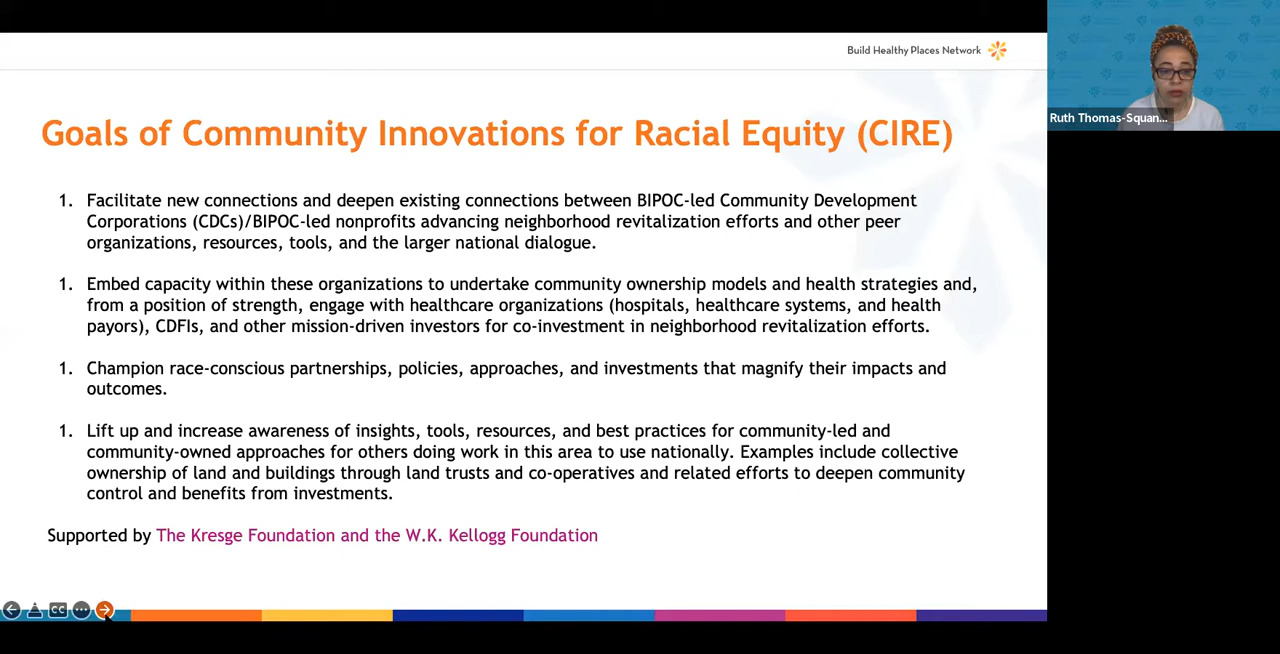 Build Healthy Places Network
Goals of Community Innovations for Racial Equity (CIRE)
1. Facilitate new connections and deepen existing connections between BIPOC-led Community Development
Corporations (CDCs)/BIPOC-led nonprofits advancing neighborhood revitalization efforts and other peer
organizations, resources, tools, and the larger national dialogue.
1. Embed capacity within these organizations to undertake community ownership models and health strategies and,
from a position of strength, engage with healthcare organizations (hospitals, healthcare systems, and health
payors), CDFIs, and other mission-driven investors for co-investment in neighborhood revitalization efforts.
1. Champion race-conscious partnerships, policies, approaches, and investments that magnify their impacts and
outcomes.
1. Lift up and increase awareness of insights, tools, resources, and best practices for community-led and
community-owned approaches for others doing work in this area to use nationally. Examples include collective
ownership of land and buildings through land trusts and co-operatives and related efforts to deepen community
control and benefits from investments.
Supported by The Kresge Foundation and the W.K. Kellogg Foundation
CC
Ruth Thomas-Squan...